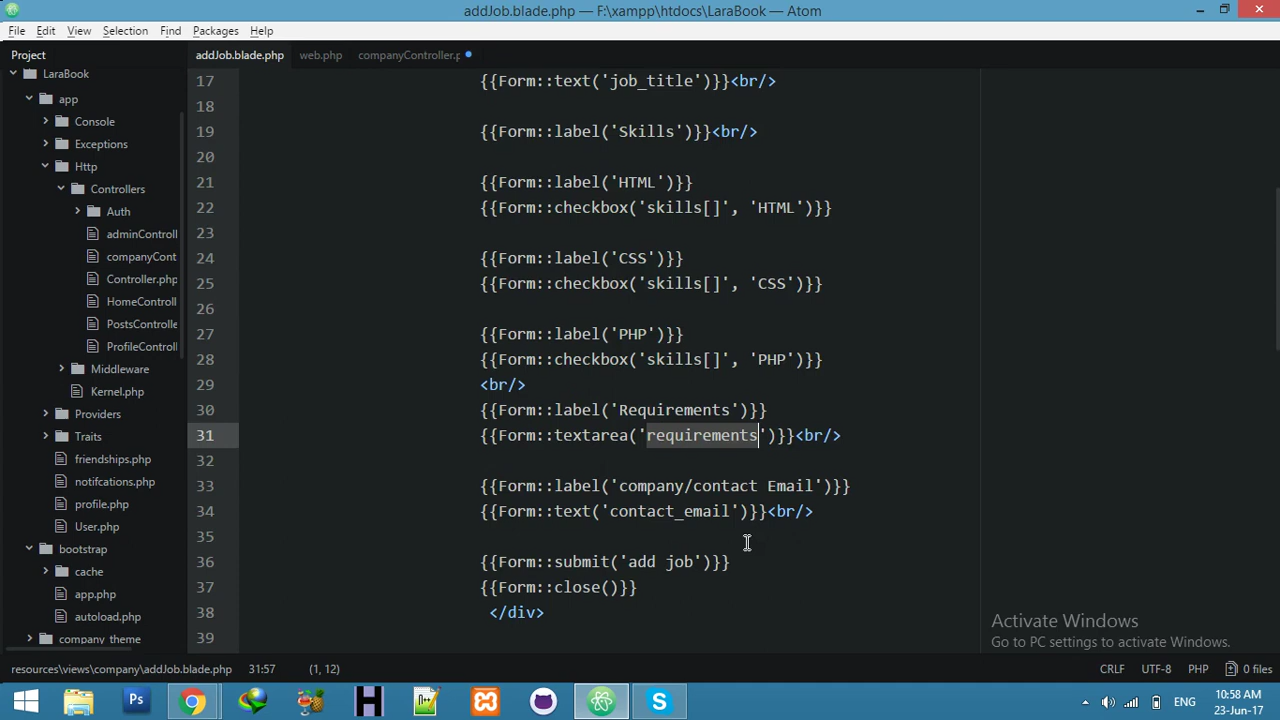 addJob.blade.php — F:\xampp\htdocs\LaraBook — Atom
File Edit View Selection Find Packages Help
Project
addJob.blade.php web.php companyController.p
LaraBook
app
Console
Exceptions
Http
Controllers
Auth
adminControll
companyCont
Controller.php
HomeControll
PostsControlle
ProfileControl
Middleware
Kernel.php
Providers
Traits
friendships.php
notifcations.php
profile.php
User.php
bootstrap
cache
app.php
autoload.php
company theme
17 {{Form::text('job_title')}}<br/>
18
19 {{Form::label('Skills')}}<br/>
20
21 {{Form::label('HTML')}}
22 {{Form::checkbox('skills[]', 'HTML')}}
23
24 {{Form::label('CSS')}}
25 {{Form::checkbox('skills[]', 'CSS')}}
26
27 {{Form::label('PHP')}}
28 {{Form::checkbox('skills[]', 'PHP')}}
29 <br/>
30 {{Form::label('Requirements')}}
31 {{Form::textarea('requirements')}}<br/>
32
33 {{Form::label('company/contact Email')}}
34 {{Form::text('contact_email')}}<br/>
35
36 {{Form::submit('add job')}}
37 {{Form::close()}}
38 </div>
39
Activate Windows
Go to PC settings to activate Windows.
resources\views\company\addJob.blade.php 31:57 (1, 12) CRLF UTF-8 PHP 0 files
Ps
H
ENG
10:58 AM
23-Jun-17